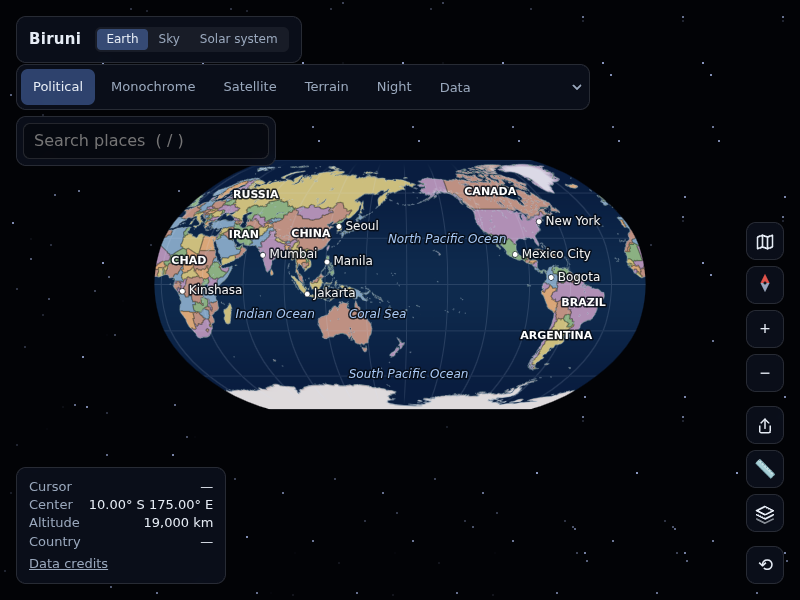 Biruni
Earth
Sky
Solar system
Political
Monochrome
Satellite
Terrain
Night
Data
Search places ( / )
RUSSIA
CANADA
Seoul
New York
IRAN
CHINA
North Pacific Ocean
Mumbai
Manila
Mexico City
CHAD
Bogota
Kinshasa
Jakarta
BRAZIL
Indian Ocean
Coral Sea
ARGENTINA
South Pacific Ocean
+
−
Cursor —
Center 10.00° S 175.00° E
Altitude 19,000 km
Country —
Data credits